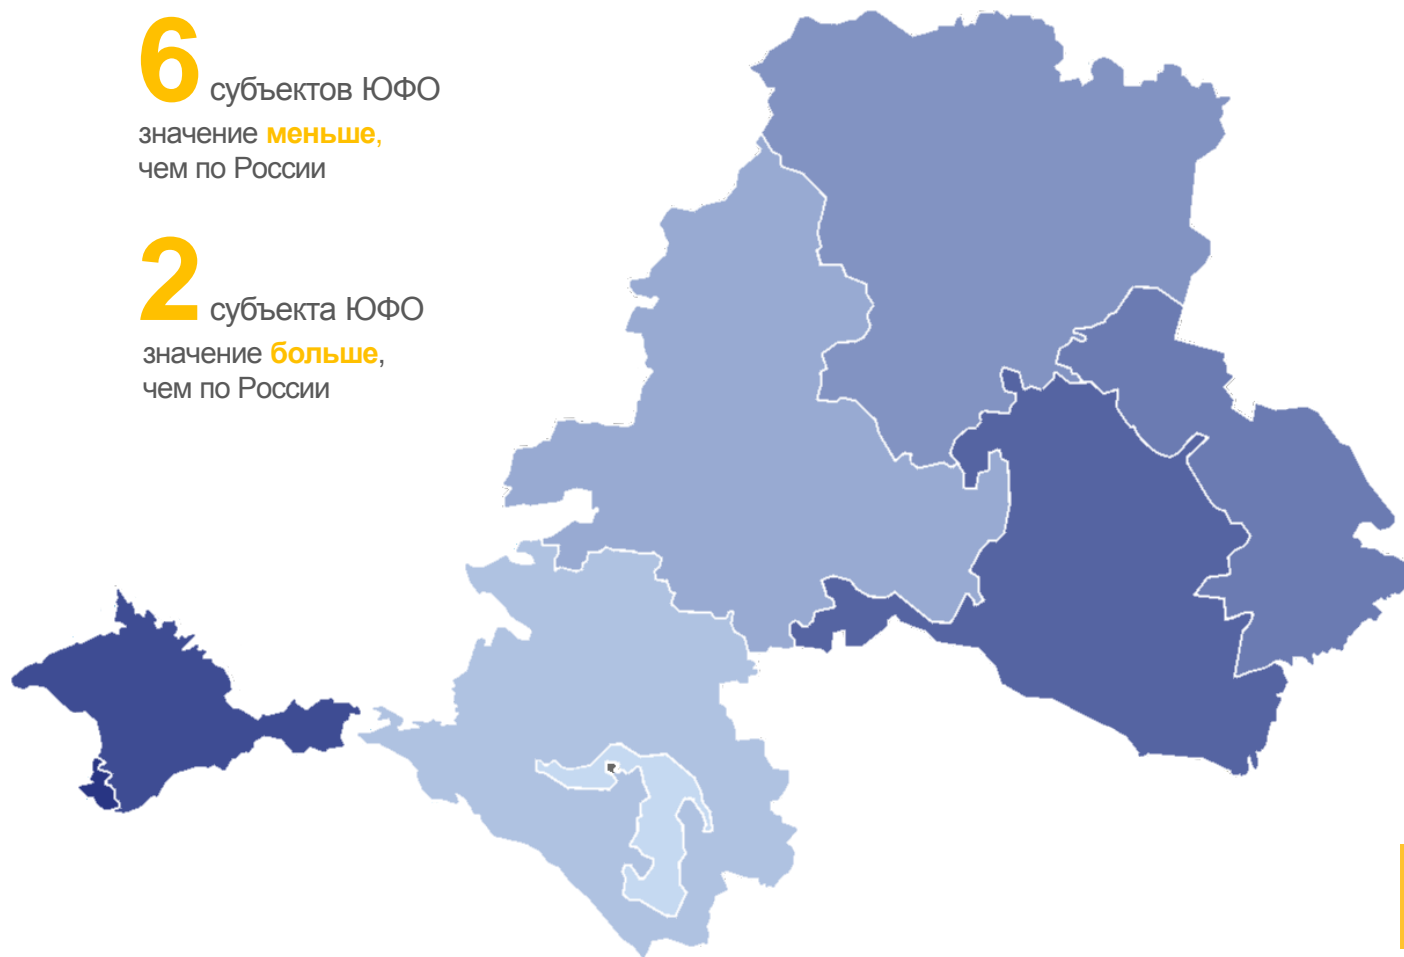 6 субъектов ЮФО
значение меньше,
чем по России
2 субъекта ЮФО
значение больше,
чем по России